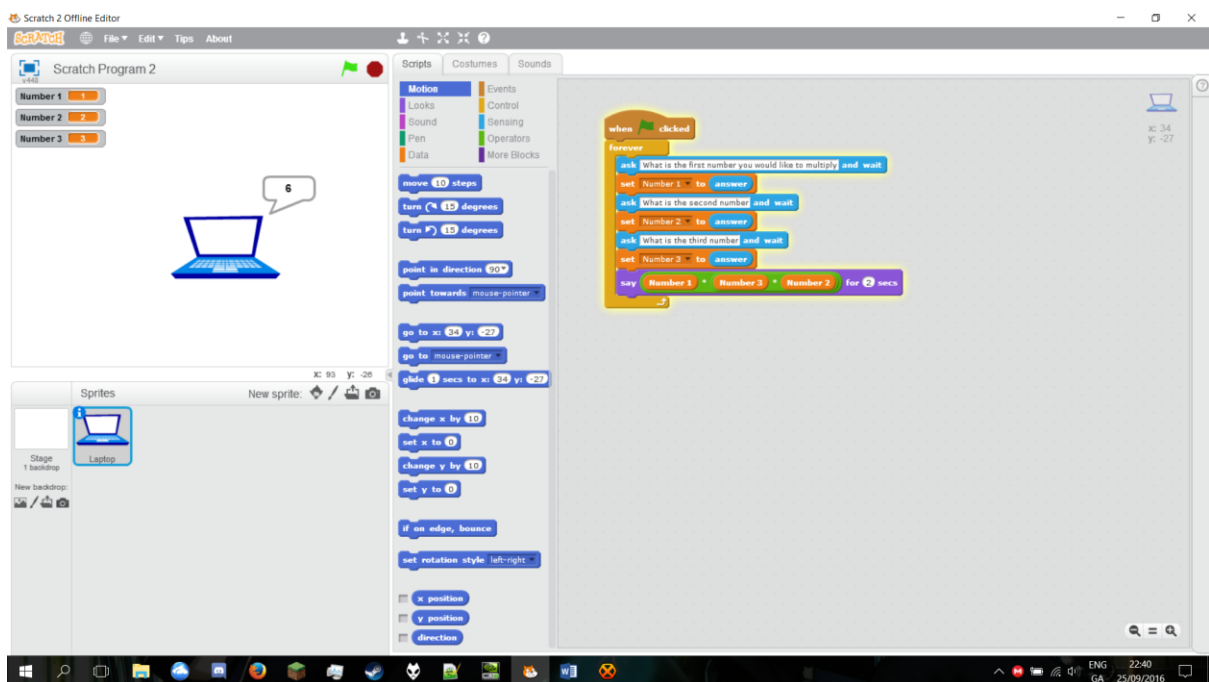 Scratch 2 Offline Editor
SCRATCH File Edit Tips About
Scratch Program 2
v448
Number 1 1
Number 2 2
Number 3 3
6
X: 93 y: -26
Sprites New sprite:
Stage
1 backdrop
New backdrop:
Laptop
Scripts Costumes Sounds
Motion Events
Looks Control
Sound Sensing
Pen Operators
Data More Blocks
move 10 steps
turn 15 degrees
turn 15 degrees
point in direction 90
point towards mouse-pointer
go to x: 34 y: -27
go to mouse-pointer
glide 1 secs to x: 34 y: -27
change x by 10
set x to 0
change y by 10
set y to 0
if on edge, bounce
set rotation style left-right
x position
y position
direction
when clicked
forever
ask What is the first number you would like to multiply and wait
set Number 1 to answer
ask What is the second number and wait
set Number 2 to answer
ask What is the third number and wait
set Number 3 to answer
say Number 1 * Number 3 * Number 2 for 2 secs
x: 34
y: -27
ENG 22:40
GA 25/09/2016